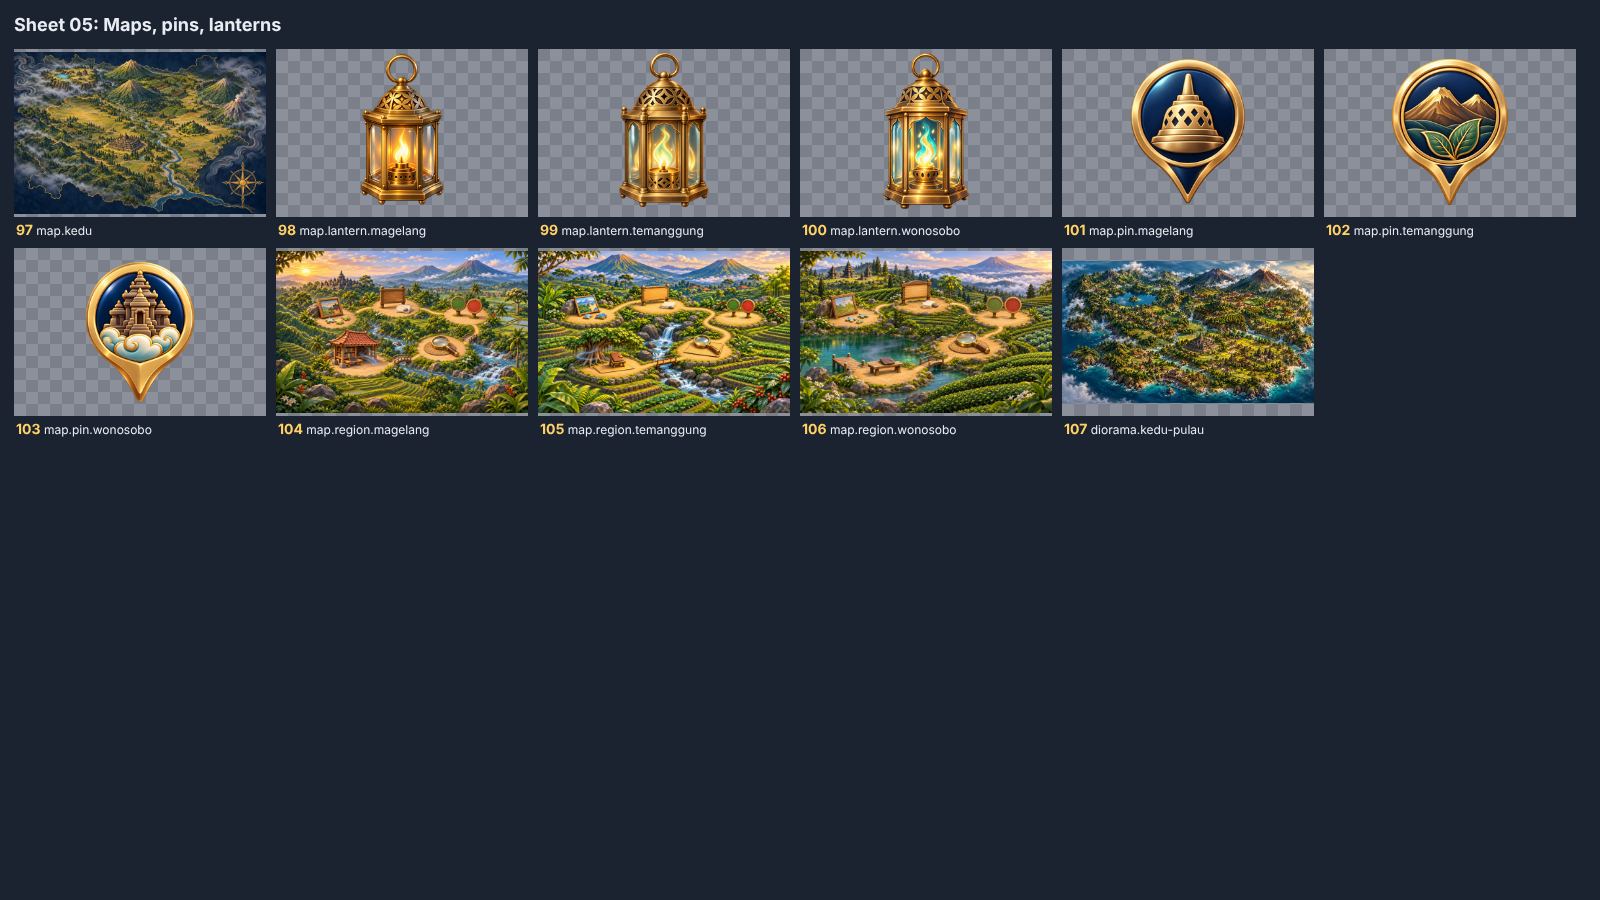 Sheet 05: Maps, pins, lanterns
97 map.kedu
98 map.lantern.magelang
99 map.lantern.temanggung
100 map.lantern.wonosobo
101 map.pin.magelang
102 map.pin.temanggung
103 map.pin.wonosobo
104 map.region.magelang
105 map.region.temanggung
106 map.region.wonosobo
107 diorama.kedu-pulau